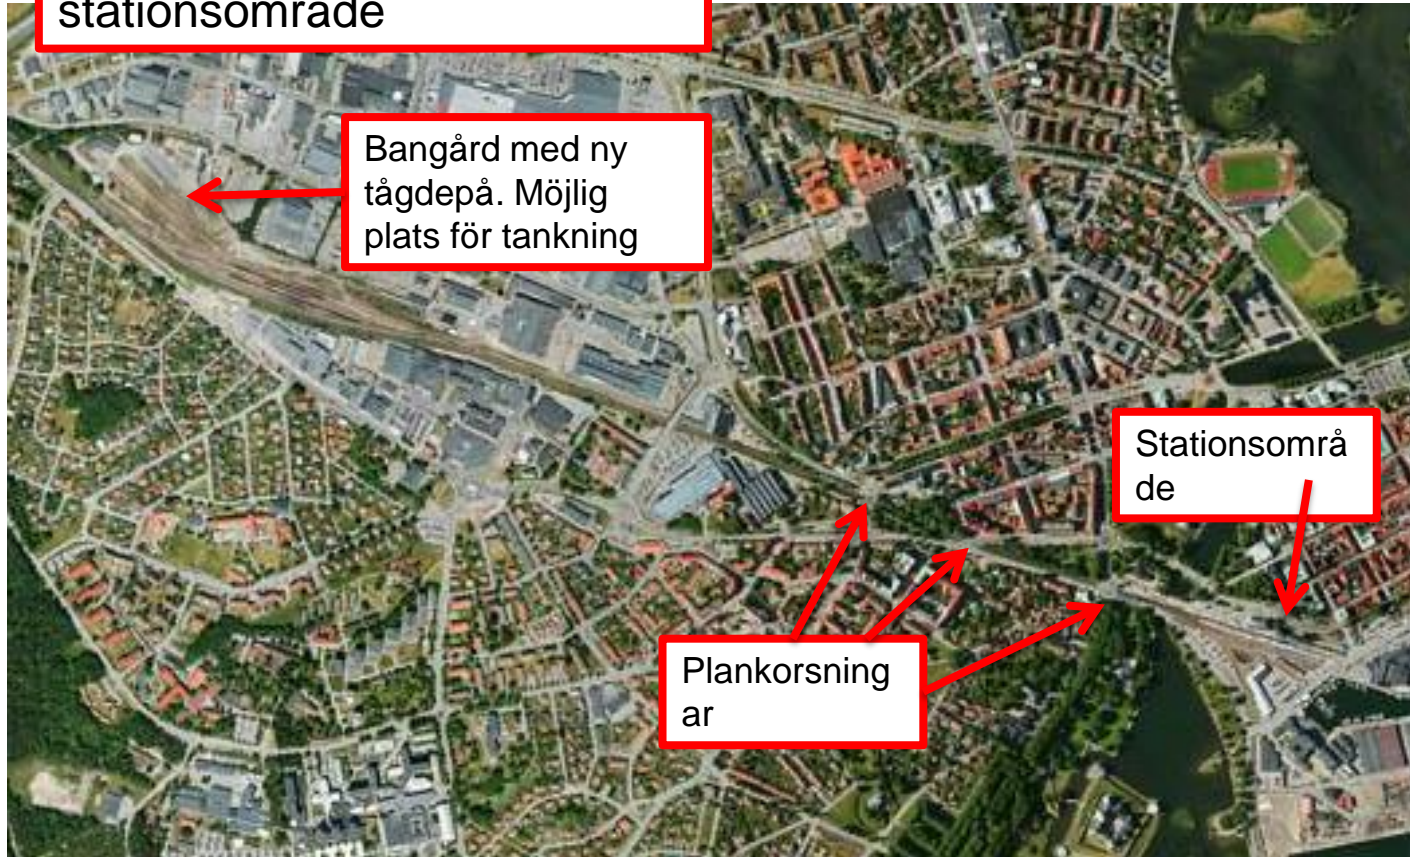 stationsområde
Bangård med ny
tågdepå. Möjlig
plats för tankning
Stationsområ
de
Plankorsning
ar